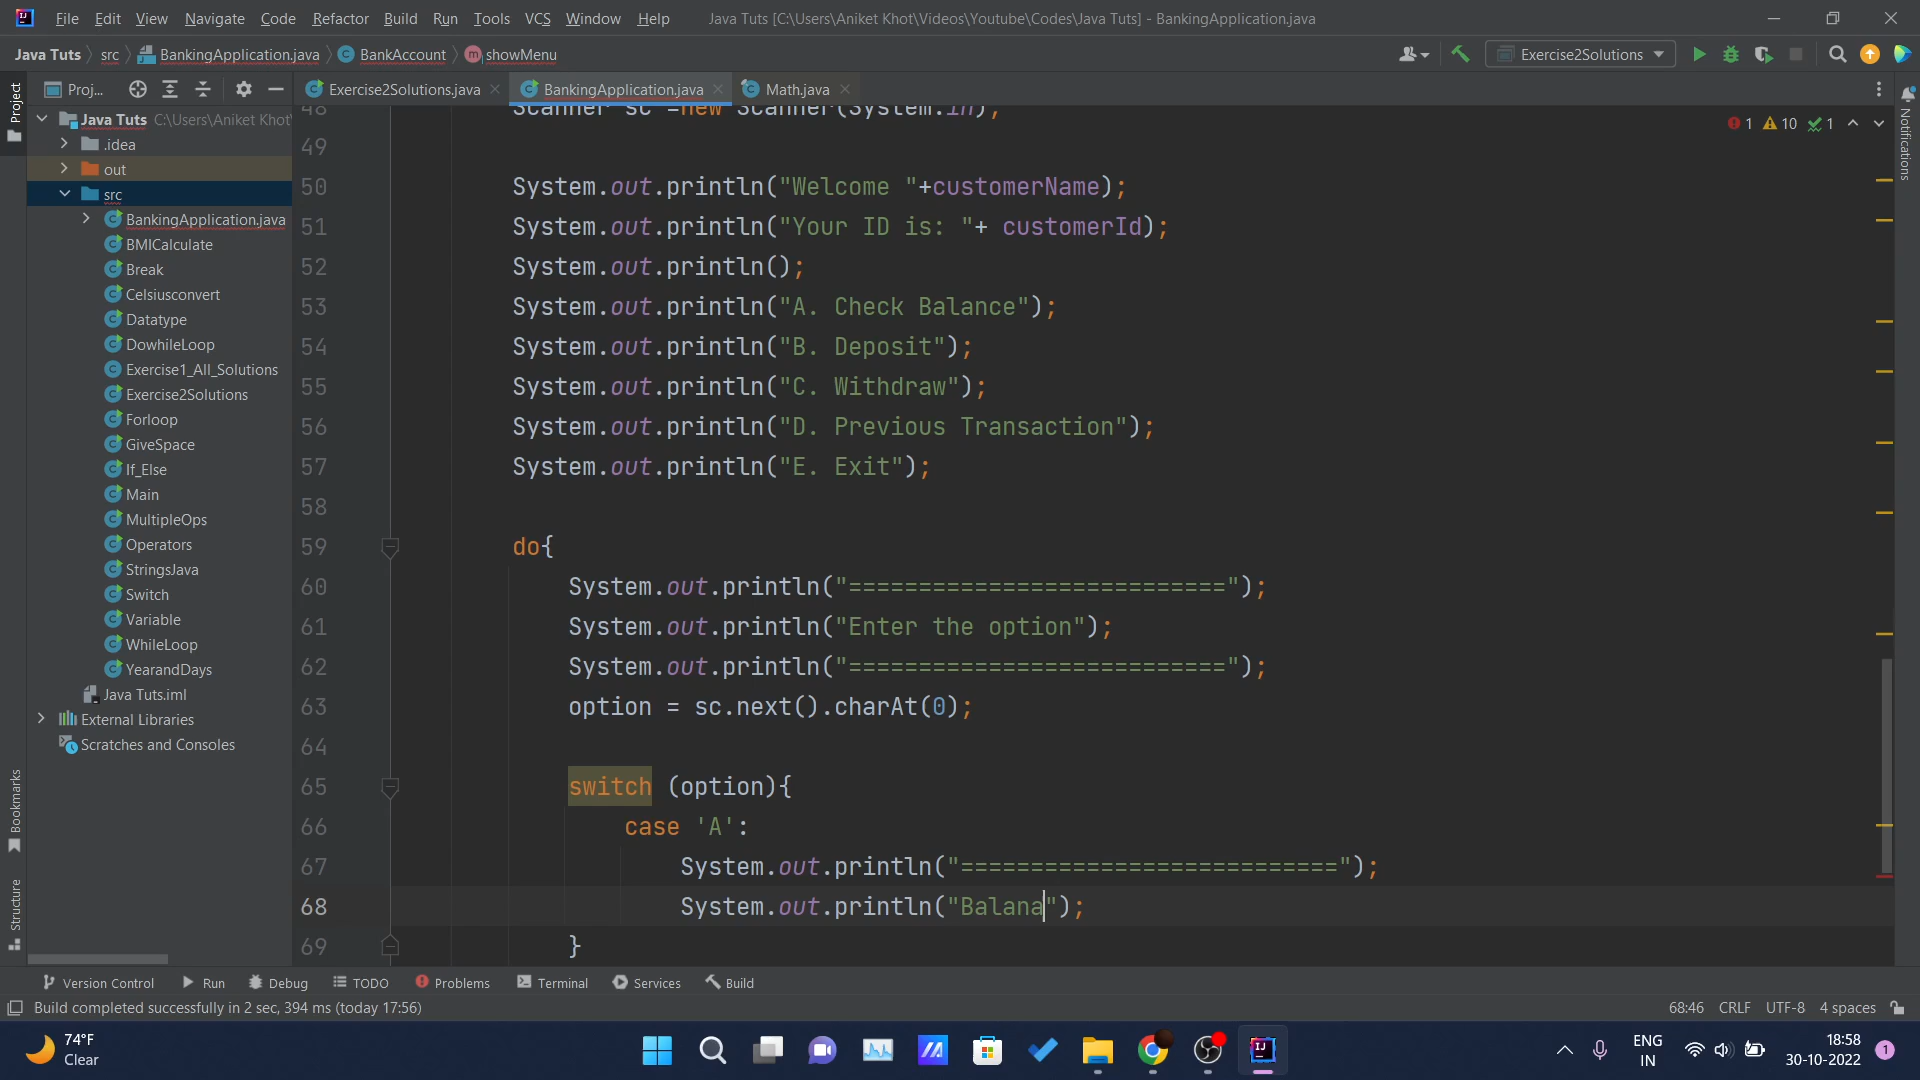 File Edit View Navigate Code Refactor Build Run Tools VCS Window Help Java Tuts [C:\Users\Aniket Khot\Videos\Youtube\Codes\Java Tuts] - BankingApplication.java
Java Tuts src BankingApplication.java BankAccount showMenu Exercise2Solutions
Project Proj... Exercise2Solutions.java BankingApplication.java Math.java Notifications
Java Tuts C:\Users\Aniket Khot\
.idea
out
src
BankingApplication.java
BMICalculate
Break
Celsiusconvert
Datatype
DowhileLoop
Exercise1_All_Solutions
Exercise2Solutions
Forloop
GiveSpace
If_Else
Main
MultipleOps
Operators
StringsJava
Switch
Variable
WhileLoop
YearandDays
Java Tuts.iml
External Libraries
Scratches and Consoles
1 10 1
48 Scanner sc =new Scanner(System.in);
49
50 System.out.println("Welcome "+customerName);
51 System.out.println("Your ID is: "+ customerId);
52 System.out.println();
53 System.out.println("A. Check Balance");
54 System.out.println("B. Deposit");
55 System.out.println("C. Withdraw");
56 System.out.println("D. Previous Transaction");
57 System.out.println("E. Exit");
58
59 do{
60 System.out.println("===========================");
61 System.out.println("Enter the option");
62 System.out.println("===========================");
63 option = sc.next().charAt(0);
64
65 switch (option){
66 case 'A':
67 System.out.println("===========================");
68 System.out.println("Balana");
69 }
Bookmarks
Structure
Version Control Run Debug TODO Problems Terminal Services Build
Build completed successfully in 2 sec, 394 ms (today 17:56) 68:46 CRLF UTF-8 4 spaces
74°F
Clear
ENG
IN
18:58
30-10-2022
1